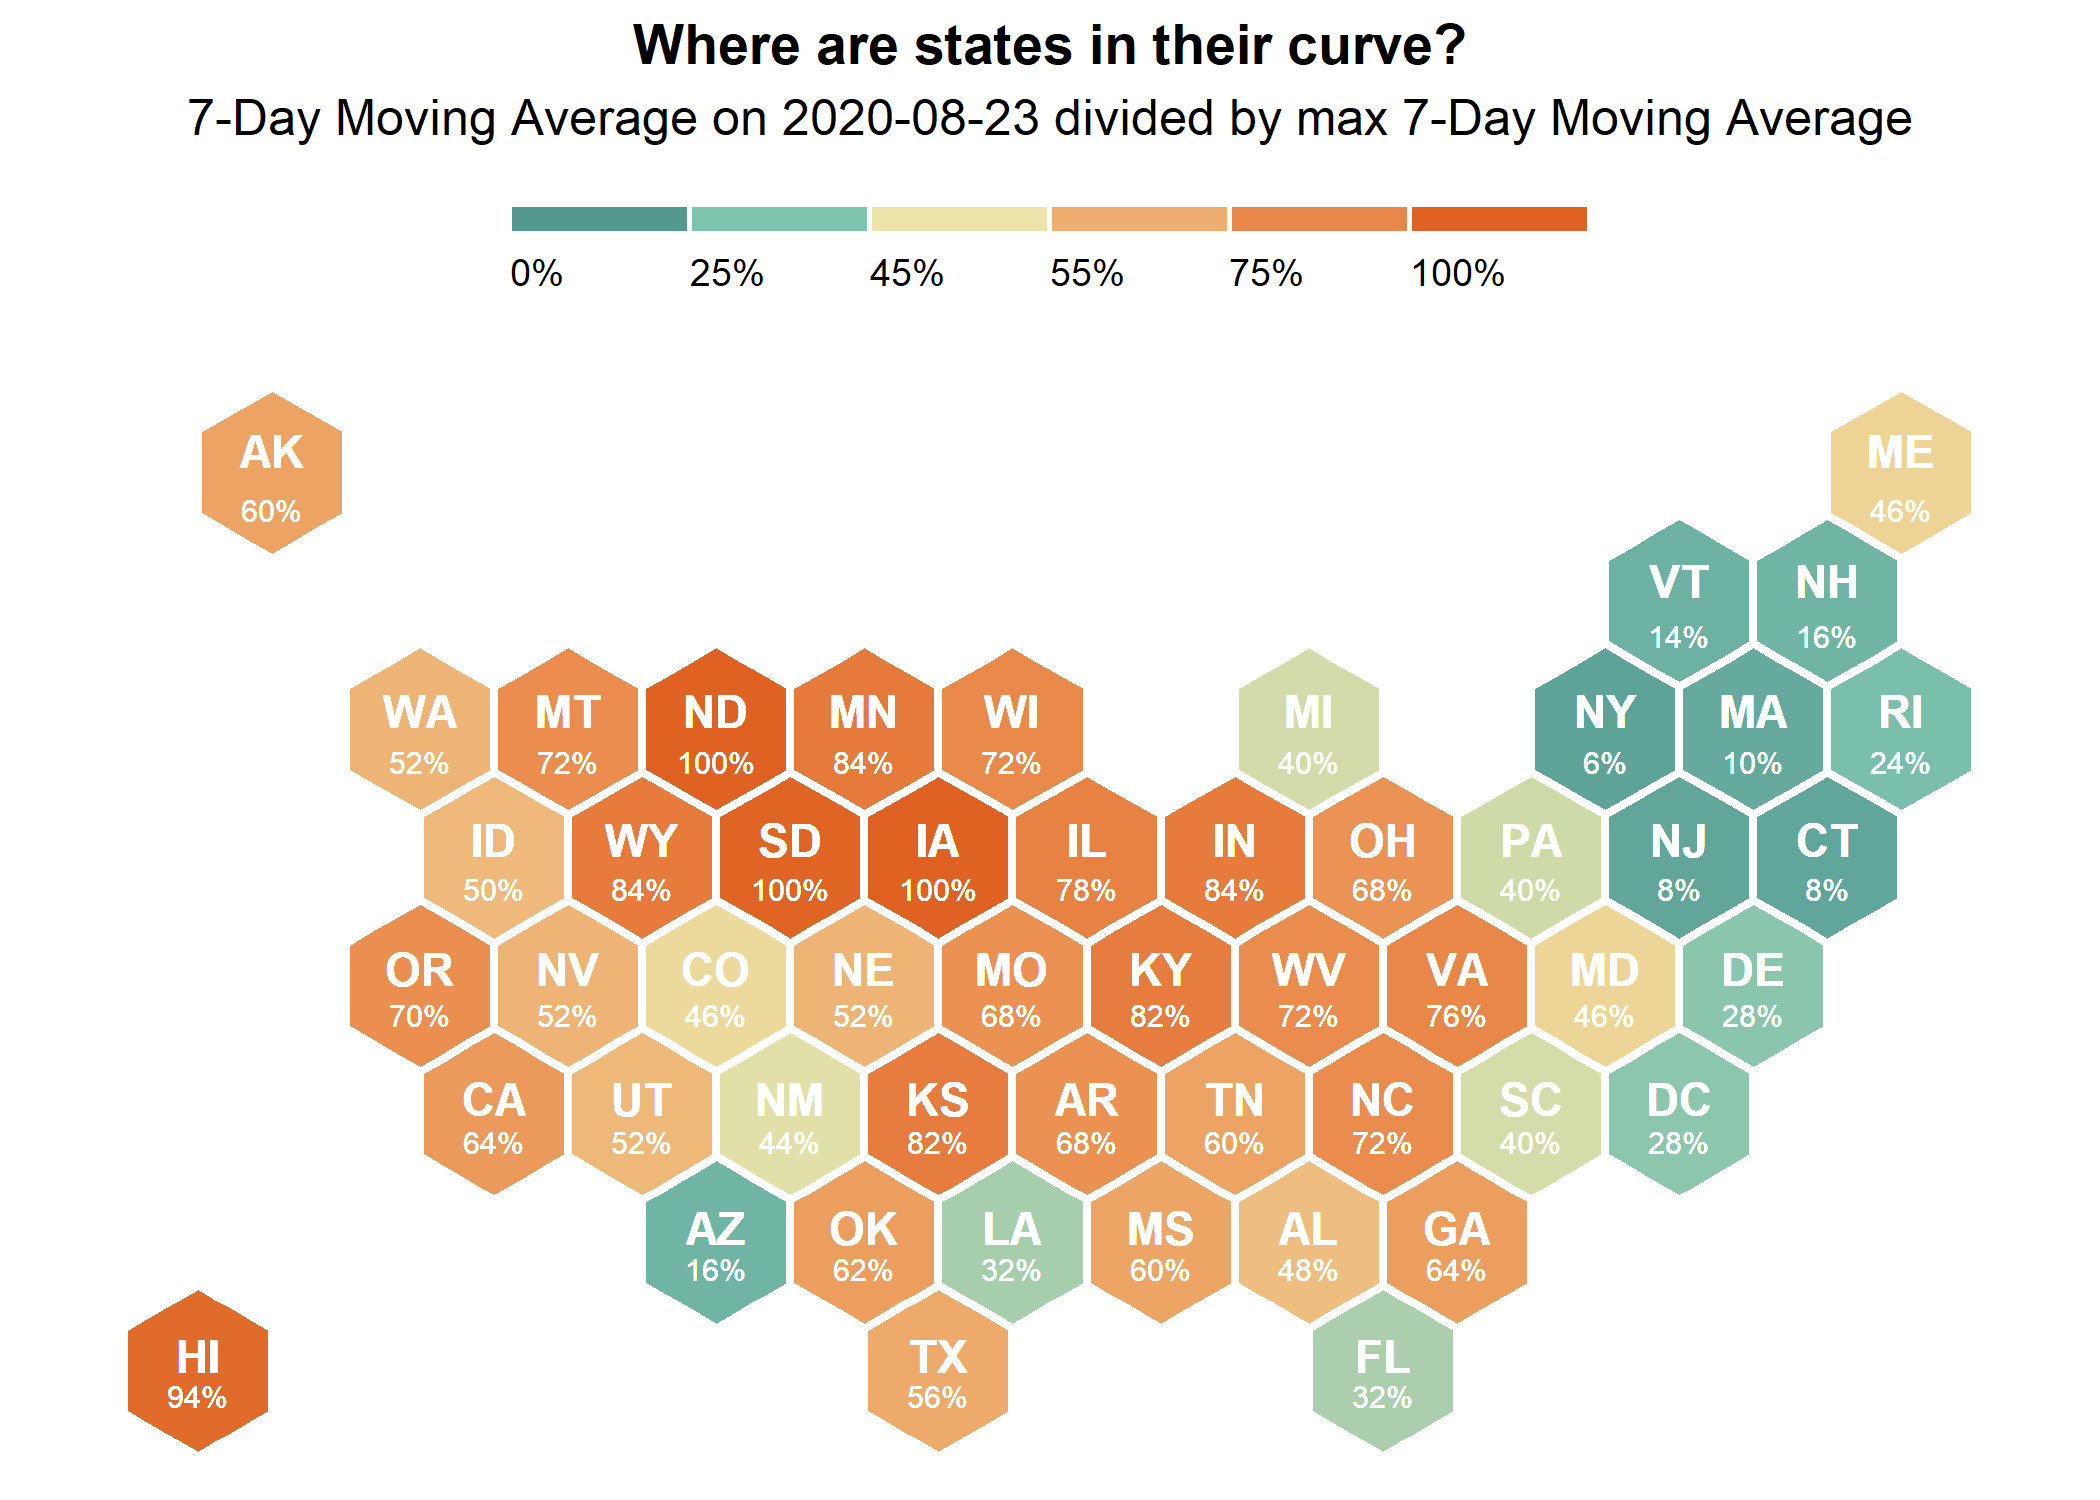 Where are states in their curve?
7-Day Moving Average on 2020-08-23 divided by max 7-Day Moving Average
0% 25% 45% 55% 75% 100%
AK ME
60% 46%
VT NH
14% 16%
WA MT ND MN WI MI NY MA RI
52% 72% 100% 84% 72% 40% 6% 10% 24%
ID WY SD IA IL IN OH PA NJ CT
50% 84% 100% 100% 78% 84% 68% 40% 8% 8%
OR NV CO NE MO KY WV VA MD DE
70% 52% 46% 52% 68% 82% 72% 76% 46% 28%
CA UT NM KS AR TN NC SC DC
64% 52% 44% 82% 68% 60% 72% 40% 28%
AZ OK LA MS AL GA
16% 62% 32% 60% 48% 64%
HI TX FL
94% 56% 32%